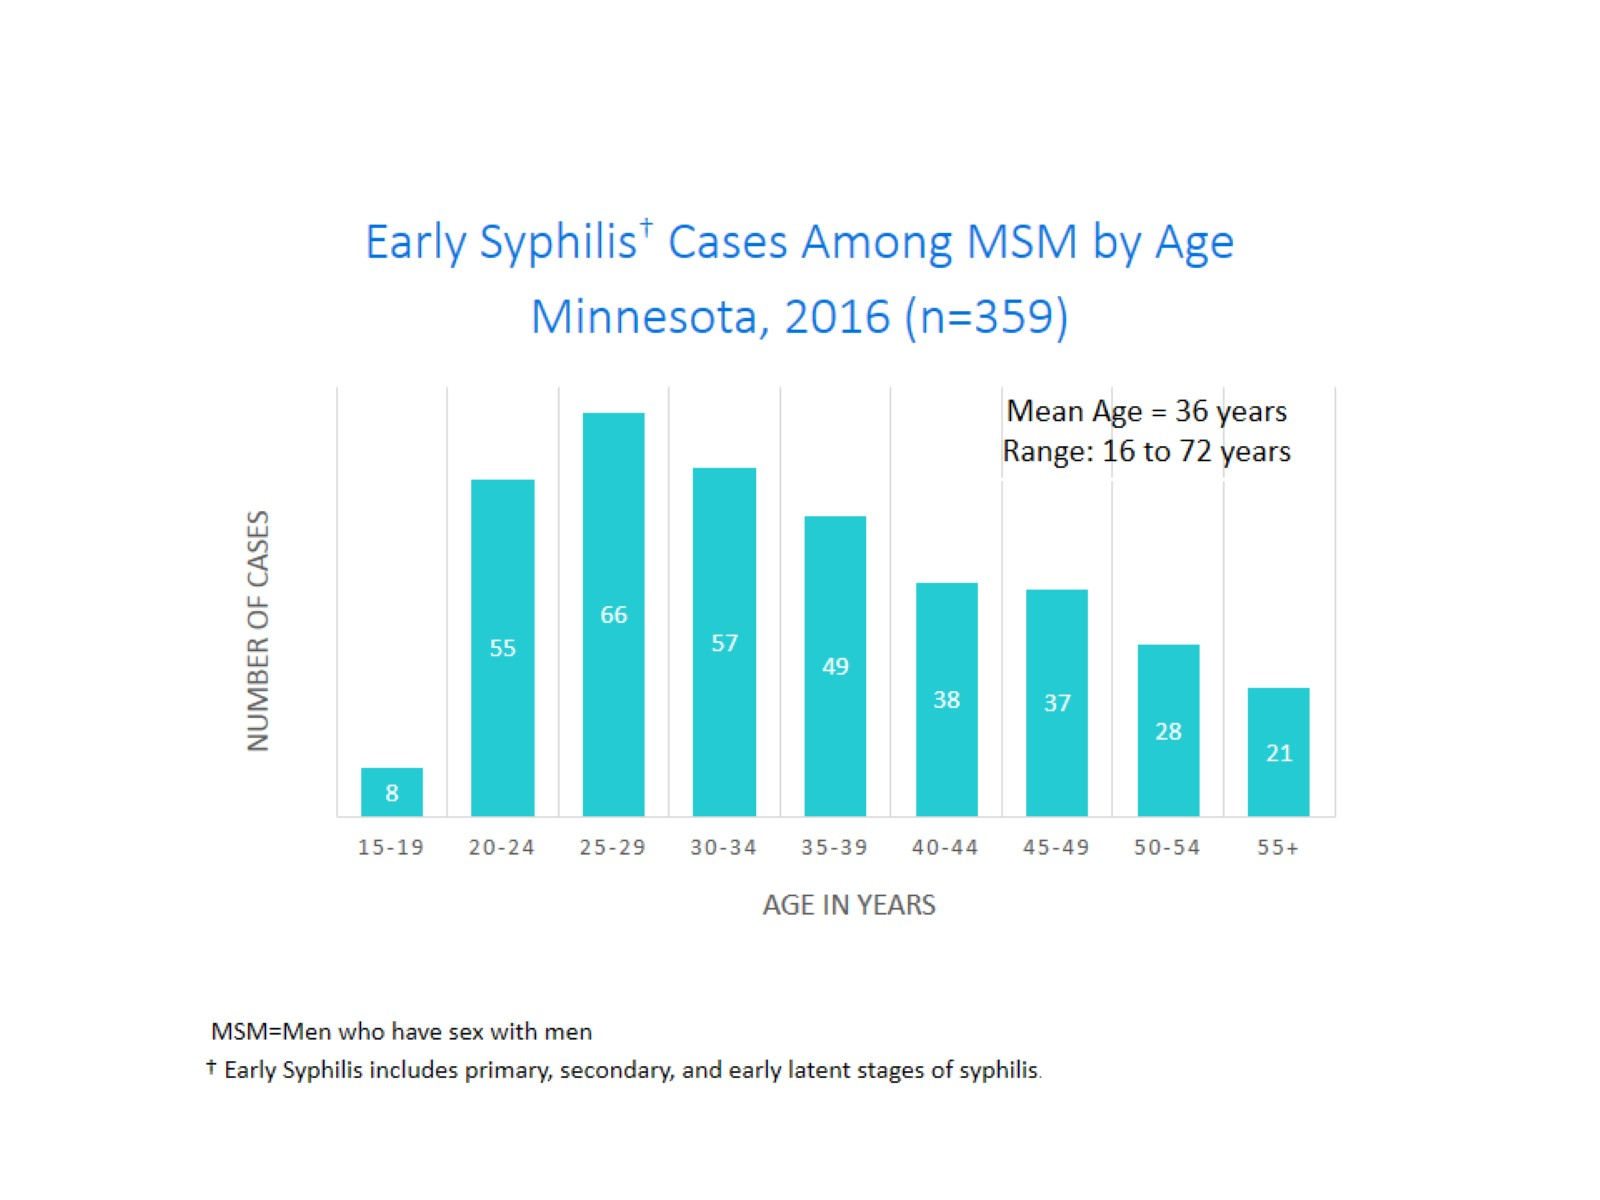 Early Syphilis† Cases Among MSM by Age
Minnesota, 2016 (n=359)
Mean Age = 36 years
Range: 16 to 72 years
NUMBER OF CASES
8
55
66
57
49
38
37
28
21
15-19 20-24 25-29 30-34 35-39 40-44 45-49 50-54 55+
AGE IN YEARS
MSM=Men who have sex with men
† Early Syphilis includes primary, secondary, and early latent stages of syphilis.